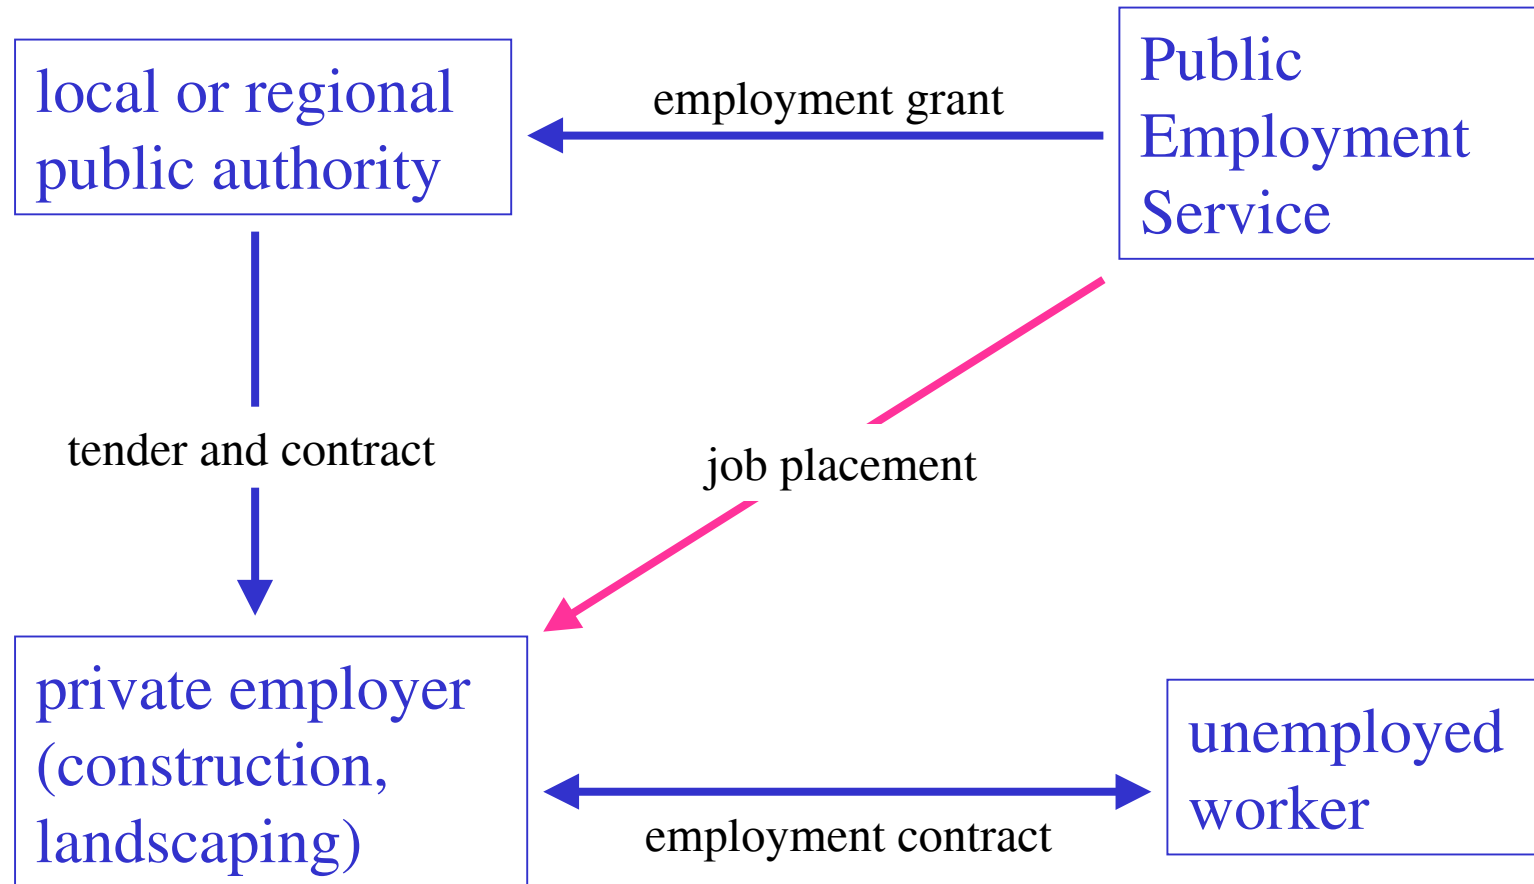 local or regional
public authority
employment grant
Public
Employment
Service
tender and contract
job placement
private employer
(construction,
landscaping)
employment contract
unemployed
worker